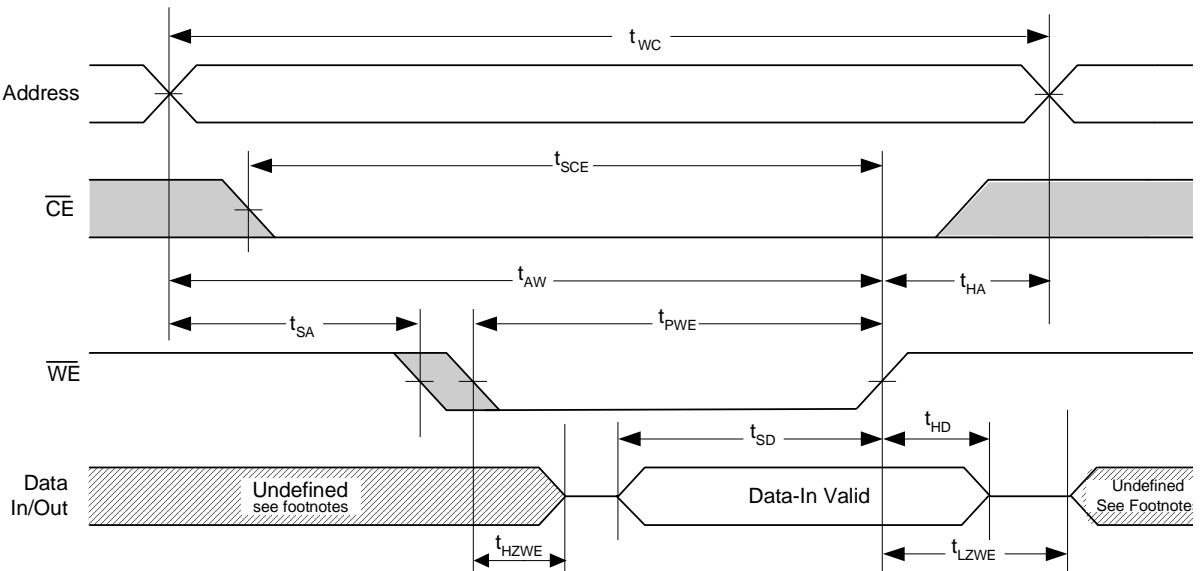 tWC
Address
tSCE
CE
tAW
tHA
tSA
tPWE
WE
tSD
tHD
Data
In/Out
Undefined
see footnotes
Data-In Valid
Undefined
See Footnotes
tHZWE
tLZWE